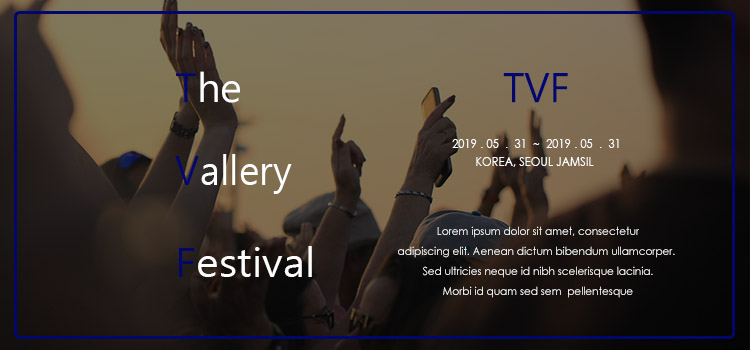 The
Vallery
Festival
TVF
2019 . 05 . 31 ~ 2019 . 05 . 31
KOREA, SEOUL JAMSIL
Lorem ipsum dolor sit amet, consectetur
adipiscing elit. Aenean dictum bibendum ullamcorper.
Sed ultricies neque id nibh scelerisque lacinia.
Morbi id quam sed sem pellentesque